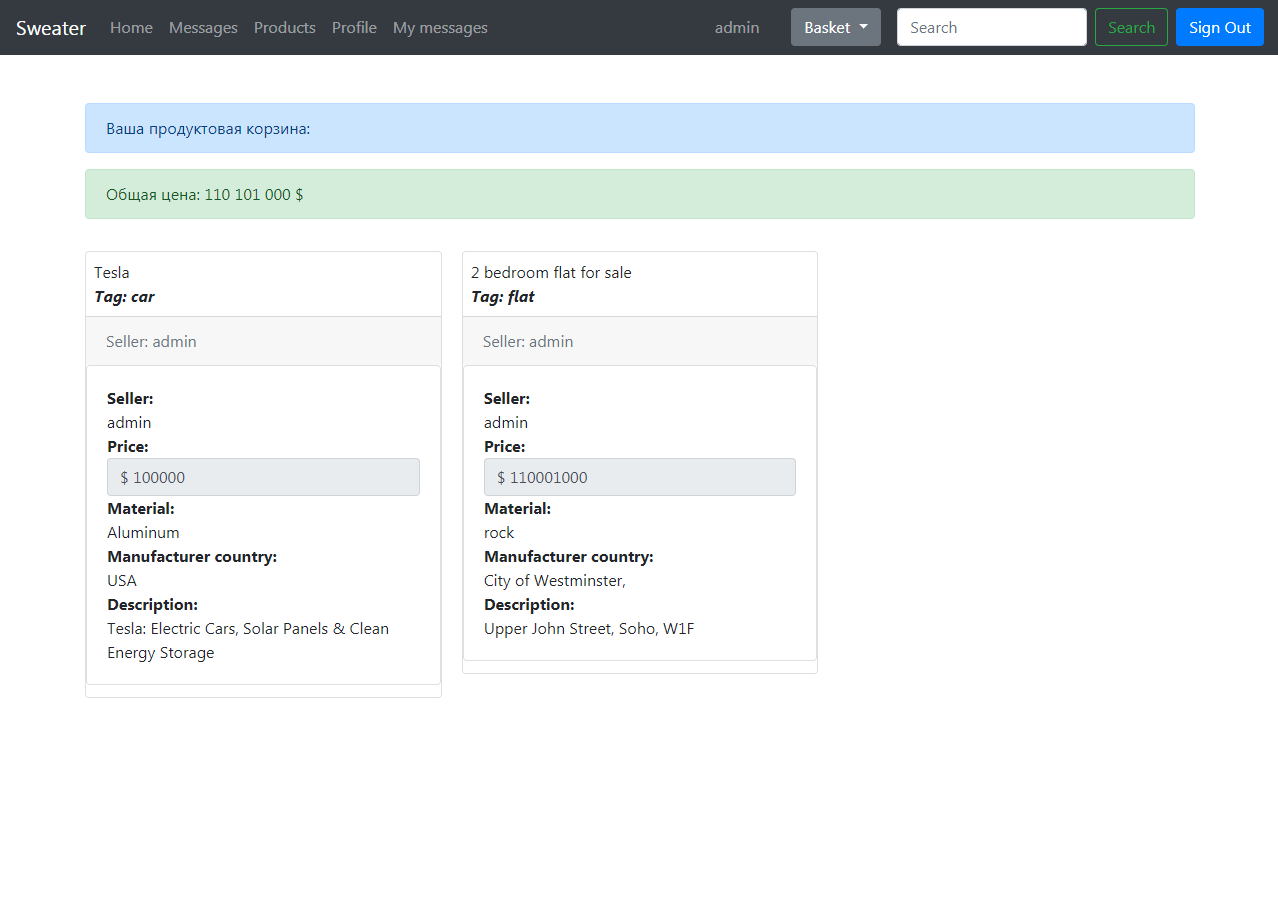 Sweater Home Messages Products Profile My messages admin Basket Search Search Sign Out
Ваша продуктовая корзина:
Общая цена: 110 101 000 $
Tesla
Tag: car
Seller: admin
Seller:
admin
Price:
$ 100000
Material:
Aluminum
Manufacturer country:
USA
Description:
Tesla: Electric Cars, Solar Panels & Clean
Energy Storage
2 bedroom flat for sale
Tag: flat
Seller: admin
Seller:
admin
Price:
$ 110001000
Material:
rock
Manufacturer country:
City of Westminster,
Description:
Upper John Street, Soho, W1F